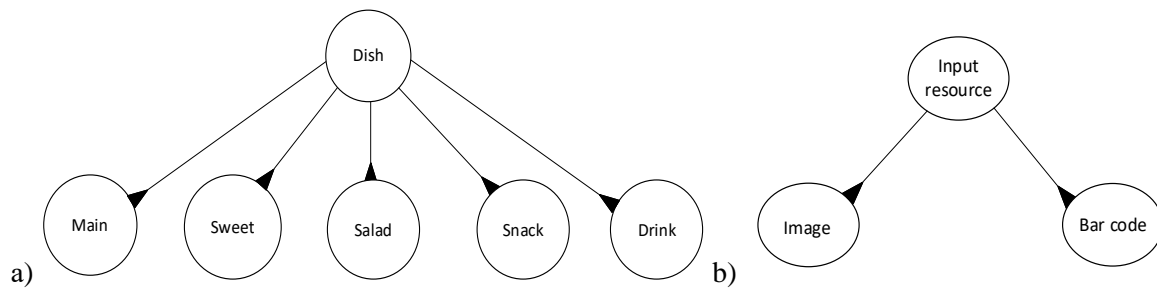 Dish
Main
Sweet
Salad
Snack
Drink
a)
Input
resource
Image
Bar code
b)